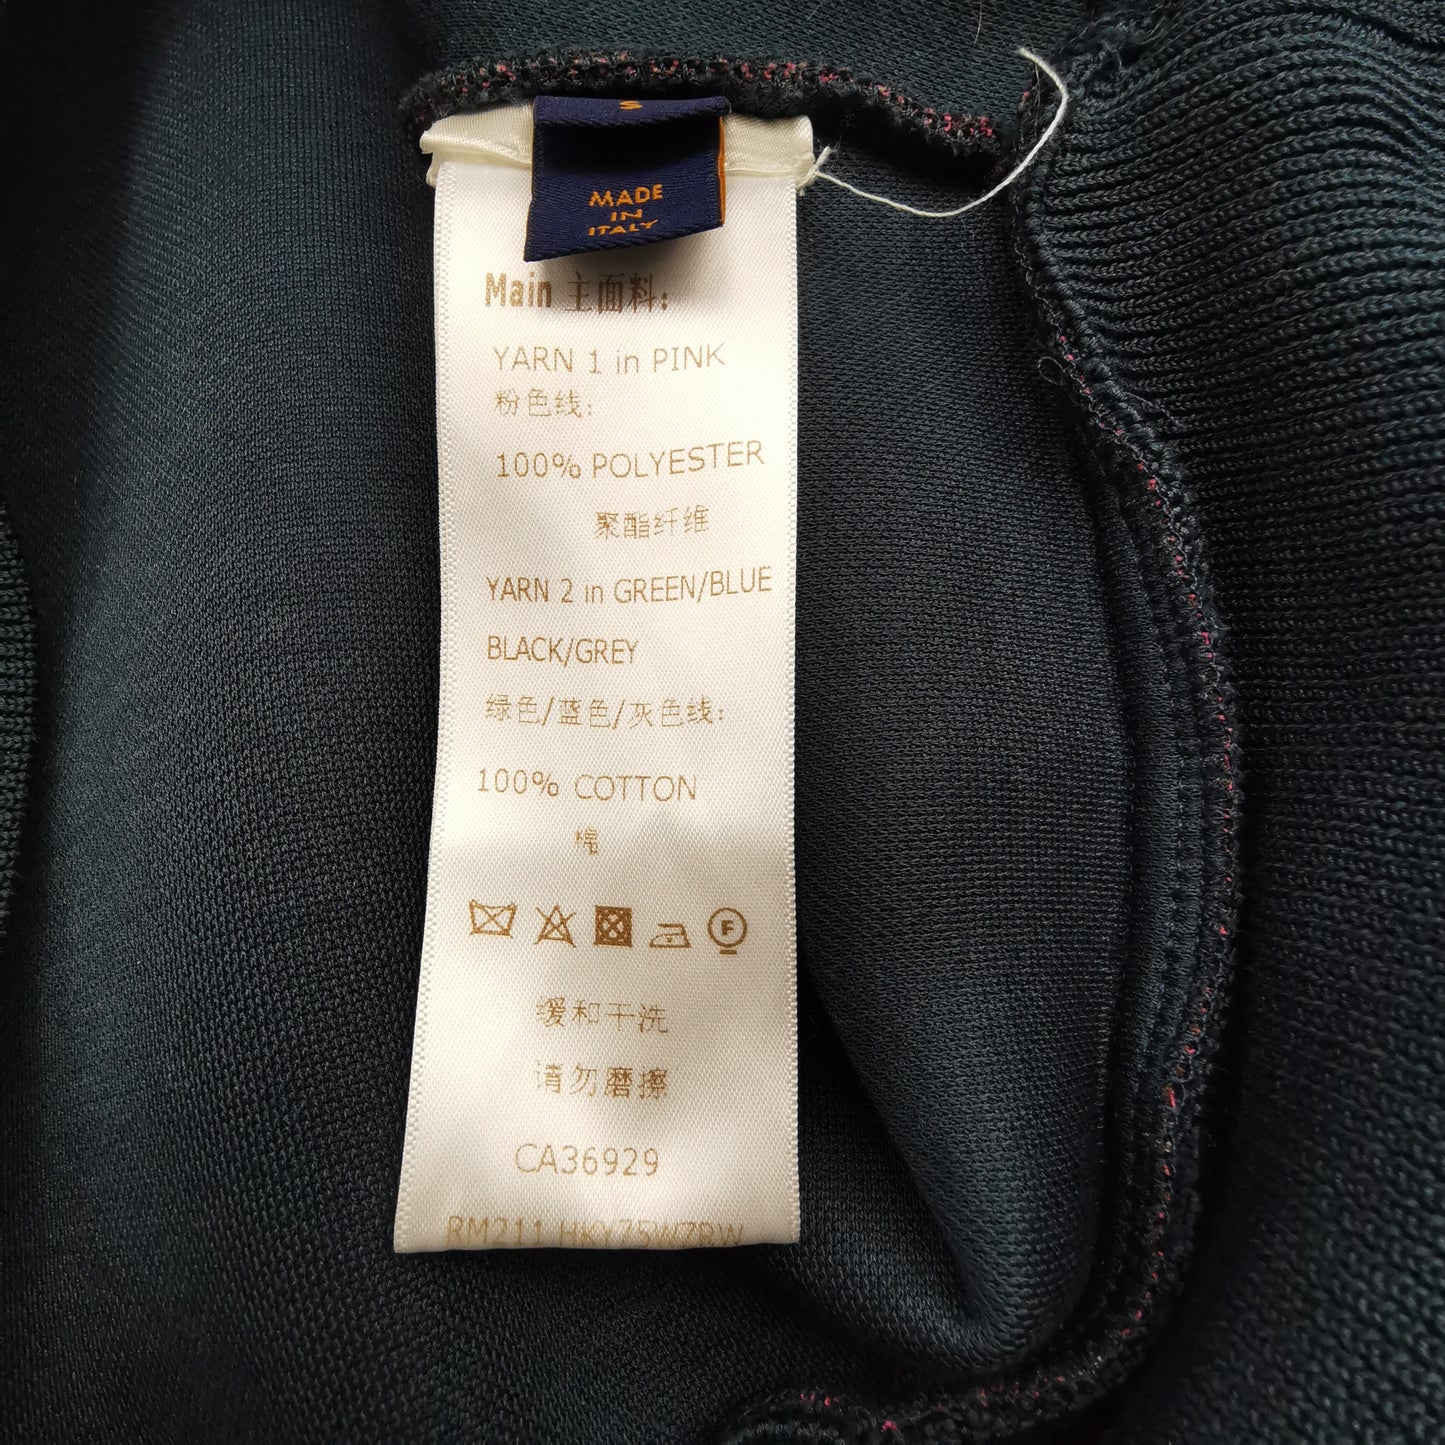 S
MADE
IN
ITALY
Main 主面料:
YARN 1 in PINK
粉色线:
100% POLYESTER
聚酯纤维
YARN 2 in GREEN/BLUE
BLACK/GREY
绿色/蓝色/灰色线:
100% COTTON
棉
F
缓和干洗
请勿磨擦
CA36929
RM211 HKY75WZBW